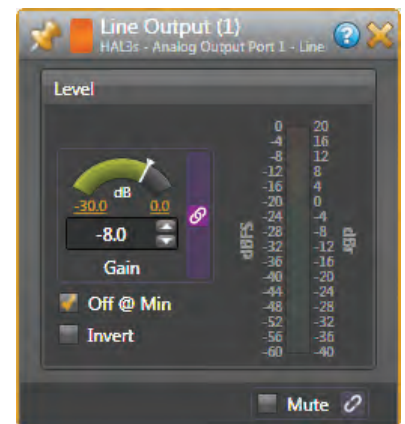 Line Output (1)
HAL3s - Analog Output Port 1 - Line
?
Level
dB
-30.0 0.0
-8.0
Gain
Off @ Min
Invert
dBFS
0 20
-4 16
-8 12
-12 8
-16 4
-20 0
-24 -4
-28 -8
-32 -12
-36 -16
-40 -20
-44 -24
-48 -28
-52 -32
-56 -36
-60 -40
dBr
Mute